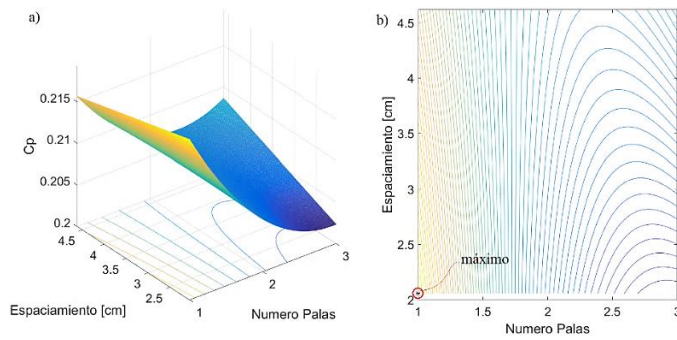 a)
0.215
0.21
0.205
0.2
Cp
4.5
4
3.5
3
2.5
Espaciamiento [cm]
1
2
3
Numero Palas
b)
4.5
4
3.5
3
2.5
2
Espaciamiento [cm]
máximo
1
1.5
2
2.5
3
Numero Palas